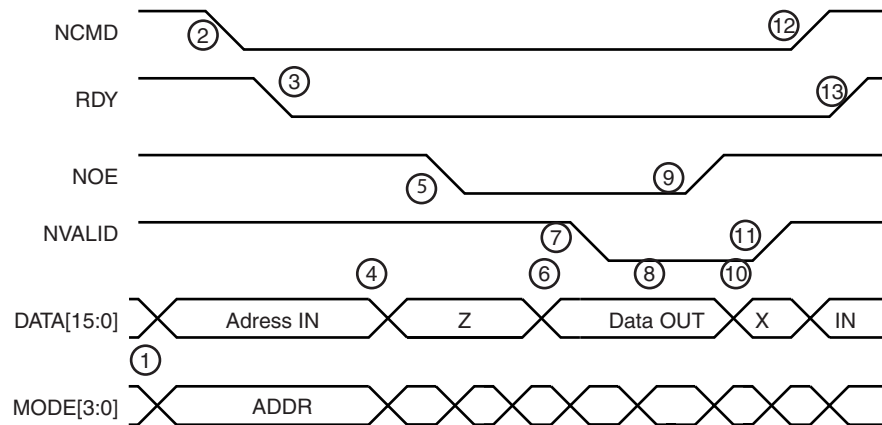 NCMD 2 12
RDY 3 13
NOE 5 9
NVALID 7 11
4 6 8 10
DATA[15:0] Adress IN Z Data OUT X IN
1
MODE[3:0] ADDR